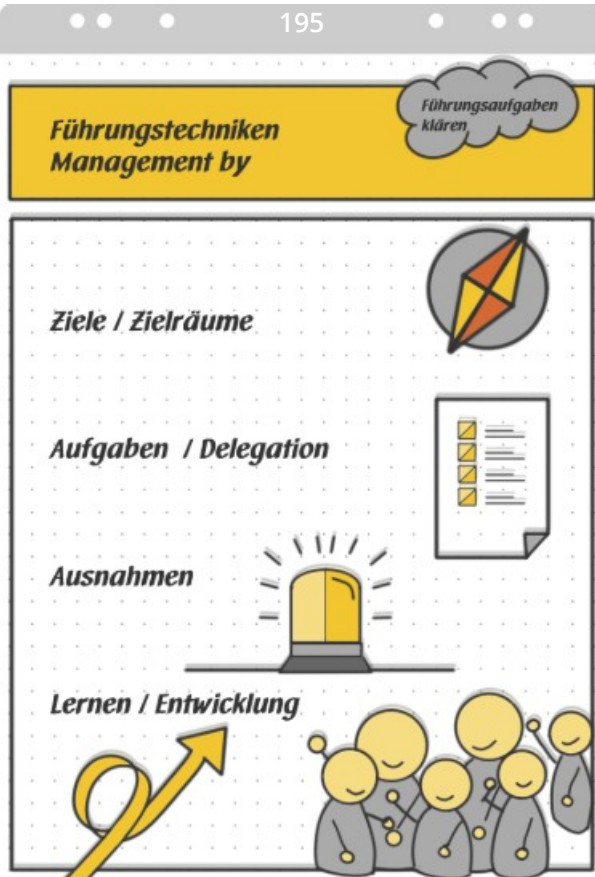 195
Führungsaufgaben
klären
Führungstechniken
Management by
Ziele / Zielräume
Aufgaben / Delegation
Ausnahmen
Lernen / Entwicklung